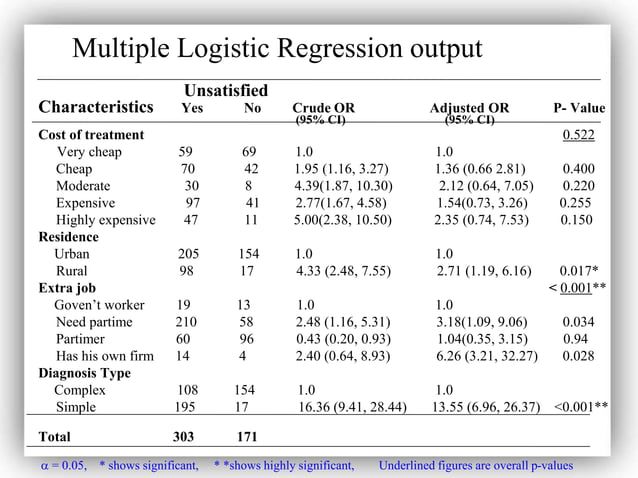 Multiple Logistic Regression output
Unsatisfied
Characteristics Yes No Crude OR Adjusted OR P- Value
(95% CI) (95% CI)
Cost of treatment 0.522
Very cheap 59 69 1.0 1.0
Cheap 70 42 1.95 (1.16, 3.27) 1.36 (0.66 2.81) 0.400
Moderate 30 8 4.39(1.87, 10.30) 2.12 (0.64, 7.05) 0.220
Expensive 97 41 2.77(1.67, 4.58) 1.54(0.73, 3.26) 0.255
Highly expensive 47 11 5.00(2.38, 10.50) 2.35 (0.74, 7.53) 0.150
Residence
Urban 205 154 1.0 1.0
Rural 98 17 4.33 (2.48, 7.55) 2.71 (1.19, 6.16) 0.017*
Extra job < 0.001**
Goven’t worker 19 13 1.0 1.0
Need partime 210 58 2.48 (1.16, 5.31) 3.18(1.09, 9.06) 0.034
Partimer 60 96 0.43 (0.20, 0.93) 1.04(0.35, 3.15) 0.94
Has his own firm 14 4 2.40 (0.64, 8.93) 6.26 (3.21, 32.27) 0.028
Diagnosis Type
Complex 108 154 1.0 1.0
Simple 195 17 16.36 (9.41, 28.44) 13.55 (6.96, 26.37) <0.001**
Total 303 171
α = 0.05, * shows significant, * *shows highly significant, Underlined figures are overall p-values